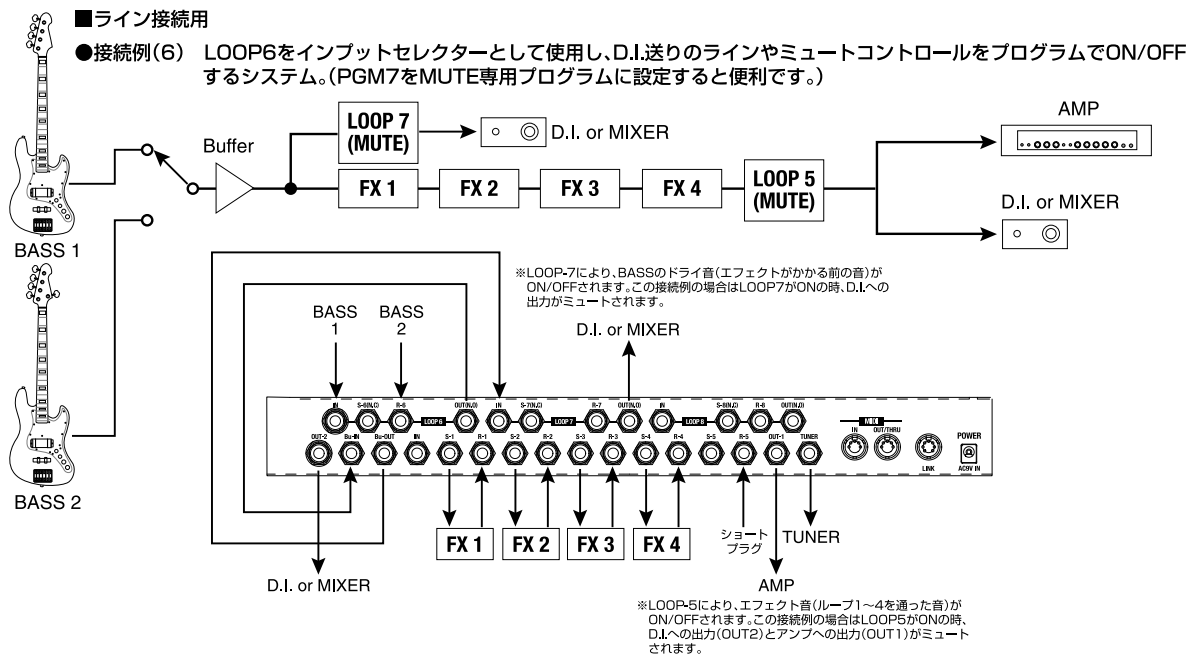 ■ライン接続用
●接続例(6) LOOP6をインプットセレクターとして使用し、D.I.送りのラインやミュートコントロールをプログラムでON/OFF
するシステム。(PGM7をMUTE専用プログラムに設定すると便利です。)
LOOP 7
(MUTE)
D.I. or MIXER
AMP
Buffer
FX 1
FX 2
FX 3
FX 4
LOOP 5
(MUTE)
D.I. or MIXER
BASS 1
BASS 2
※LOOP-7により、BASSのドライ音(エフェクトがかかる前の音)が
ON/OFFされます。この接続例の場合はLOOP7がONの時、D.I.への
出力がミュートされます。
BASS
1
BASS
2
D.I. or MIXER
IN S-6(N,C) R-6 LOOP 6 OUT(N,O) IN S-7(N,C) LOOP 7 R-7 OUT(N,O) IN LOOP 8 S-8(N,C) R-8 OUT(N,O)
MIDI
IN OUT/THRU
LINK
POWER
AC9V IN
OUT-2 Bu-IN Bu-OUT IN S-1 R-1 S-2 R-2 S-3 R-3 S-4 R-4 S-5 R-5 OUT-1 TUNER
FX 1
FX 2
FX 3
FX 4
ショート
プラグ
TUNER
D.I. or MIXER
AMP
※LOOP-5により、エフェクト音(ループ1〜4を通った音)が
ON/OFFされます。この接続例の場合はLOOP5がONの時、
D.I.への出力(OUT2)とアンプへの出力(OUT1)がミュート
されます。